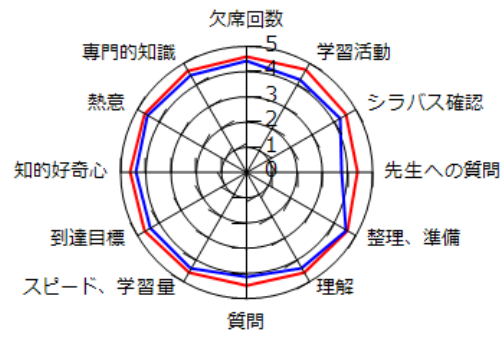 欠席回数
専門的知識
5
学習活動
4
熱意
3
シラバス確認
2
1
知的好奇心
0
先生への質問
到達目標
整理、準備
スピード、学習量
理解
質問